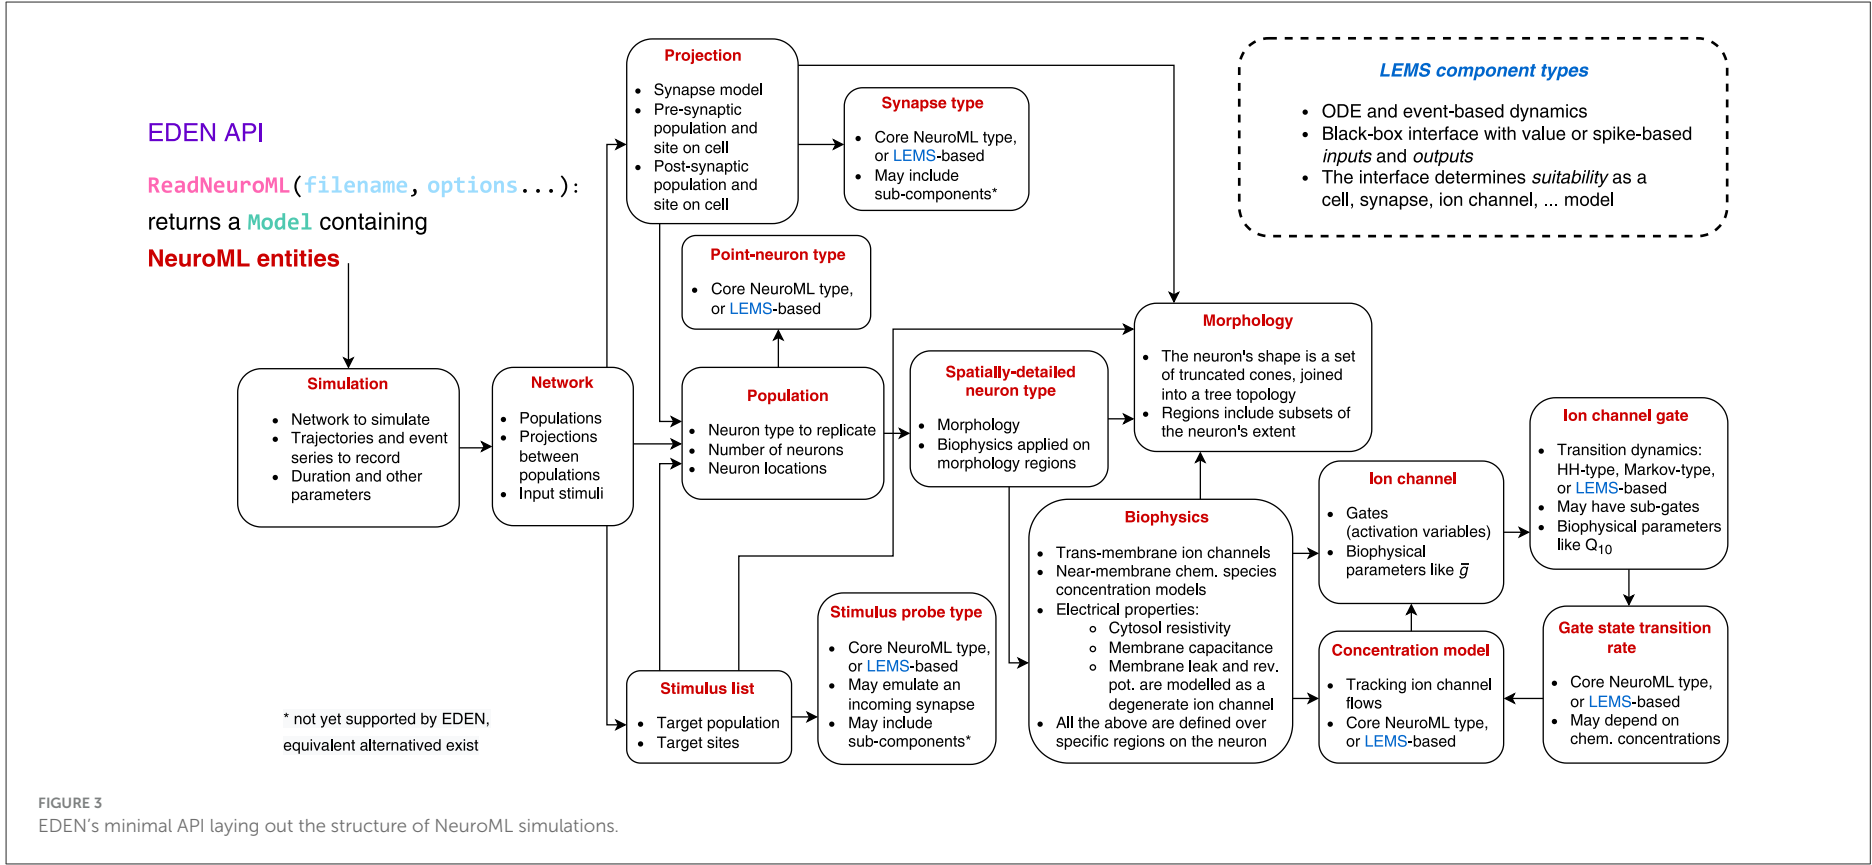 EDEN API
ReadNeuroML(filename, options...):
returns a Model containing
NeuroML entities
Simulation
• Network to simulate
• Trajectories and event
series to record
• Duration and other
parameters
Network
• Populations
• Projections
between
populations
• Input stimuli
Projection
• Synapse model
• Pre-synaptic
population and
site on cell
• Post-synaptic
population and
site on cell
Synapse type
• Core NeuroML type,
or LEMS-based
• May include
sub-components*
Point-neuron type
• Core NeuroML type,
or LEMS-based
Population
• Neuron type to replicate
• Number of neurons
• Neuron locations
Stimulus list
• Target population
• Target sites
Stimulus probe type
• Core NeuroML type,
or LEMS-based
• May emulate an
incoming synapse
• May include
sub-components*
Spatially-detailed
neuron type
• Morphology
• Biophysics applied on
morphology regions
Morphology
• The neuron's shape is a set
of truncated cones, joined
into a tree topology
• Regions include subsets of
the neuron's extent
Biophysics
• Trans-membrane ion channels
• Near-membrane chem. species
concentration models
• Electrical properties:
○ Cytosol resistivity
○ Membrane capacitance
○ Membrane leak and rev.
pot. are modelled as a
degenerate ion channel
• All the above are defined over
specific regions on the neuron
Ion channel
• Gates
(activation variables)
• Biophysical
parameters like g̅
Ion channel gate
• Transition dynamics:
HH-type, Markov-type,
or LEMS-based
• May have sub-gates
• Biophysical parameters
like Q₁₀
Concentration model
• Tracking ion channel
flows
• Core NeuroML type,
or LEMS-based
Gate state transition
rate
• Core NeuroML type,
or LEMS-based
• May depend on
chem. concentrations
LEMS component types
• ODE and event-based dynamics
• Black-box interface with value or spike-based
inputs and outputs
• The interface determines suitability as a
cell, synapse, ion channel, ... model
* not yet supported by EDEN,
equivalent alternatived exist
FIGURE 3
EDEN's minimal API laying out the structure of NeuroML simulations.